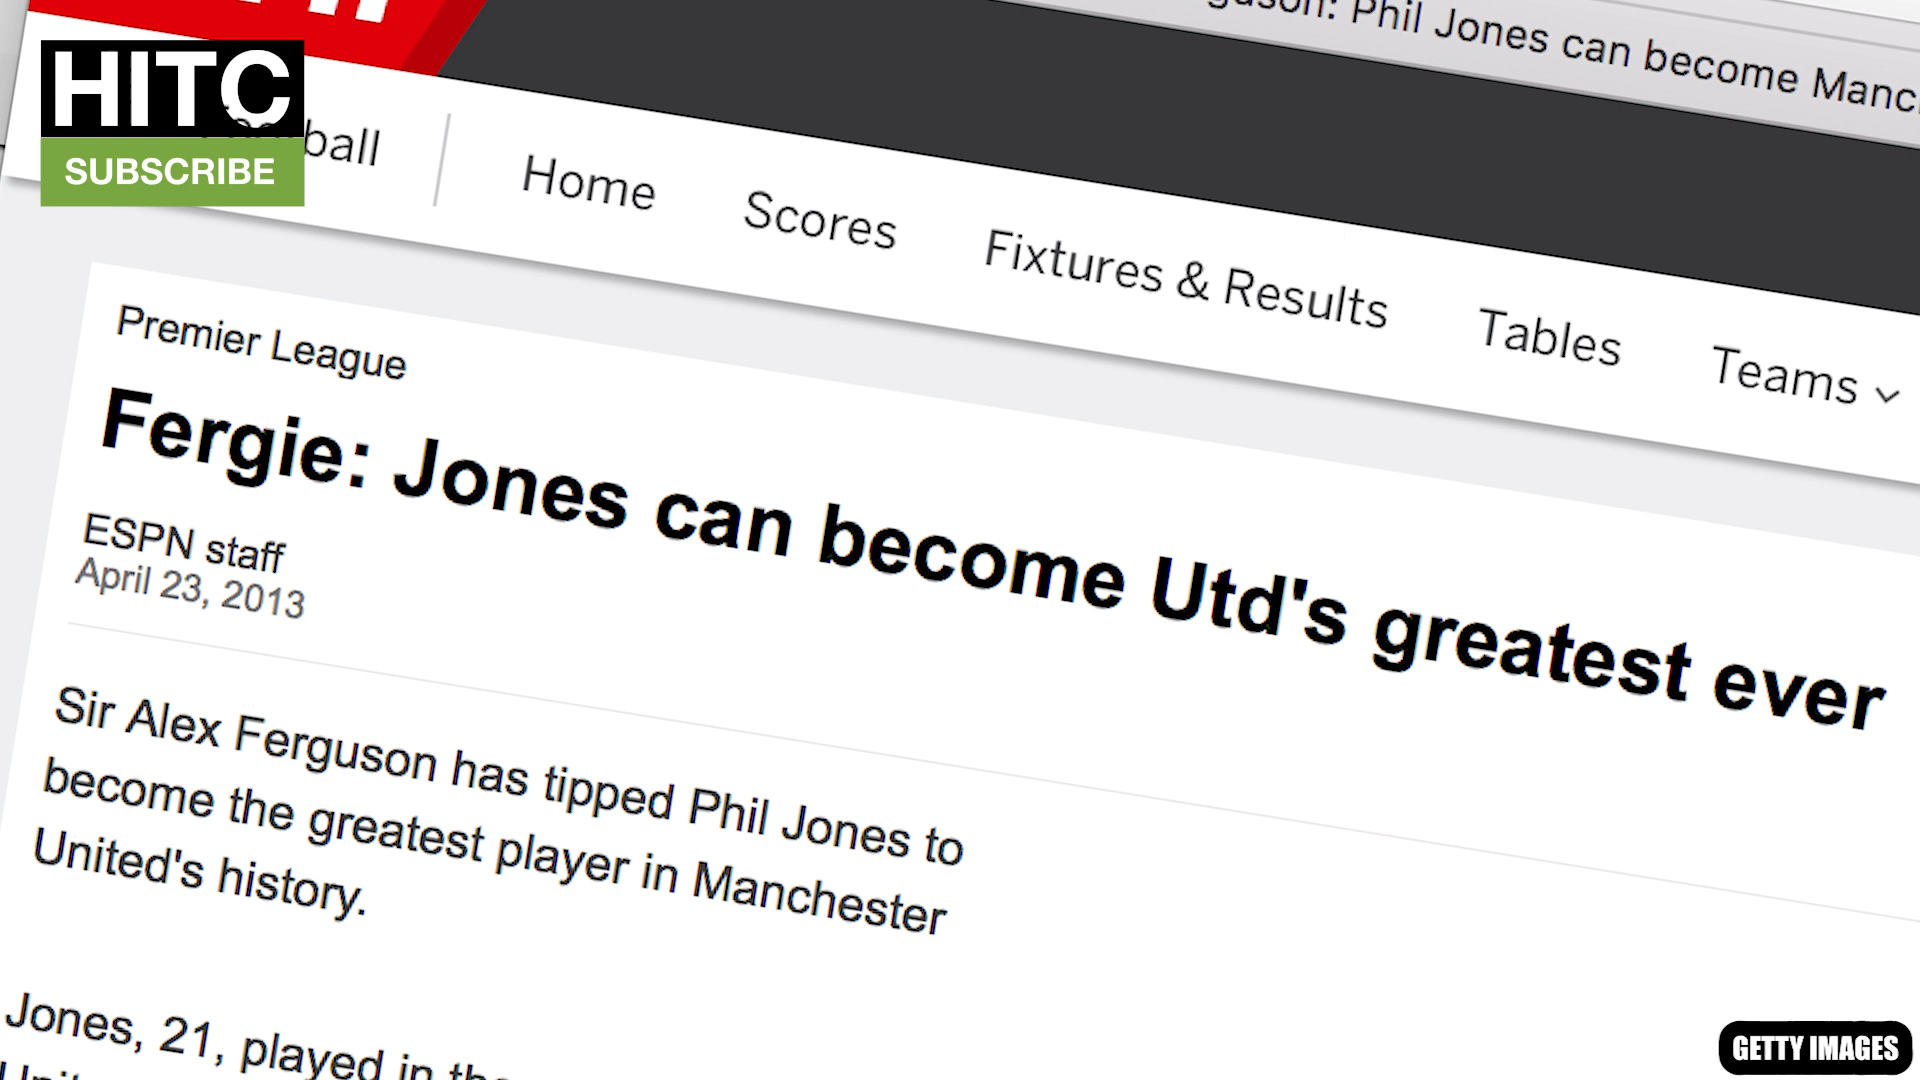 Phil Jones can become
HITC
SUBSCRIBE
Home
Scores
Fixtures & Results
Tables
Teams
Premier League
Fergie: Jones can become Utd's greatest ever
ESPN staff
April 23, 2013
Sir Alex Ferguson has tipped Phil Jones to
become the greatest player in Manchester
United's history.
Jones, 21, played in
GETTY IMAGES